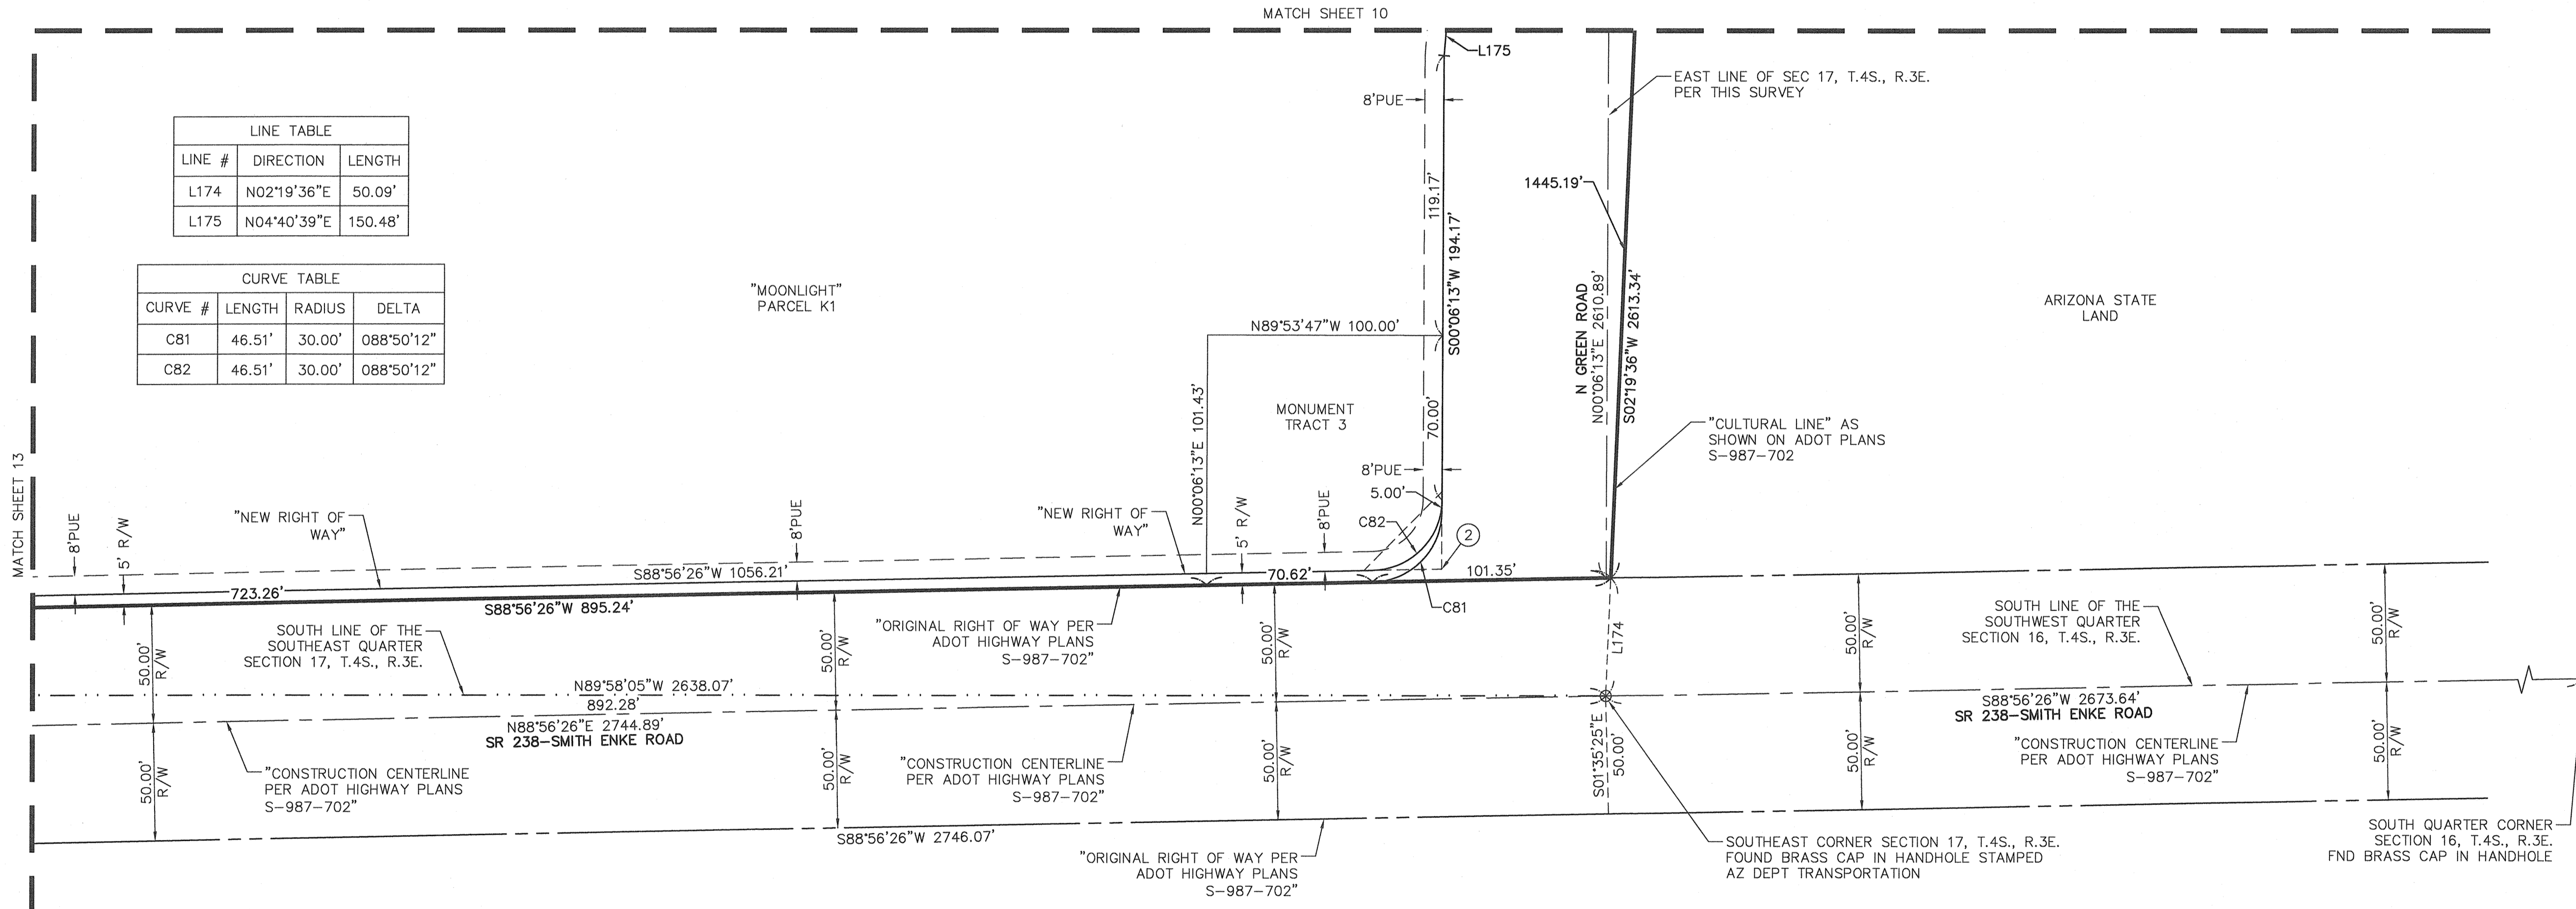 MATCH SHEET 10
L175
EAST LINE OF SEC 17, T.4S., R.3E.
PER THIS SURVEY
8'PUE
LINE TABLE
LINE # DIRECTION LENGTH
L174 N02°19'36"E 50.09'
L175 N04°40'39"E 150.48'
119.17'
S00°06'13"W 194.17'
1445.19'
CURVE TABLE
CURVE # LENGTH RADIUS DELTA
C81 46.51' 30.00' 088°50'12"
C82 46.51' 30.00' 088°50'12"
"MOONLIGHT"
PARCEL K1
N GREEN ROAD
N00°06'13"E 2610.89'
S02°19'36"W 2613.34'
ARIZONA STATE
LAND
N89°53'47"W 100.00'
N00°06'13"E 101.43'
MONUMENT
TRACT 3
70.00'
"CULTURAL LINE" AS
SHOWN ON ADOT PLANS
S-987-702
8'PUE
5.00'
C82
2
MATCH SHEET 13
8'PUE
5' R/W
"NEW RIGHT OF
WAY"
8'PUE
"NEW RIGHT OF
WAY"
5' R/W
8'PUE
S88°56'26"W 1056.21'
70.62'
101.35'
723.26'
S88°56'26"W 895.24'
C81
SOUTH LINE OF THE
SOUTHEAST QUARTER
SECTION 17, T.4S., R.3E.
"ORIGINAL RIGHT OF WAY PER
ADOT HIGHWAY PLANS
S-987-702"
SOUTH LINE OF THE
SOUTHWEST QUARTER
SECTION 16, T.4S., R.3E.
50.00'
R/W
50.00'
R/W
50.00'
R/W
L174
50.00'
R/W
50.00'
R/W
N89°58'05"W 2638.07'
892.28'
N88°56'26"E 2744.89'
SR 238-SMITH ENKE ROAD
S88°56'26"W 2673.64'
SR 238-SMITH ENKE ROAD
"CONSTRUCTION CENTERLINE
PER ADOT HIGHWAY PLANS
S-987-702"
"CONSTRUCTION CENTERLINE
PER ADOT HIGHWAY PLANS
S-987-702"
"CONSTRUCTION CENTERLINE
PER ADOT HIGHWAY PLANS
S-987-702"
50.00'
R/W
50.00'
R/W
50.00'
R/W
S01°35'25"E
50.00'
50.00'
R/W
50.00'
R/W
S88°56'26"W 2746.07'
"ORIGINAL RIGHT OF WAY PER
ADOT HIGHWAY PLANS
S-987-702"
SOUTHEAST CORNER SECTION 17, T.4S., R.3E.
FOUND BRASS CAP IN HANDHOLE STAMPED
AZ DEPT TRANSPORTATION
SOUTH QUARTER CORNER
SECTION 16, T.4S., R.3E.
FND BRASS CAP IN HANDHOLE